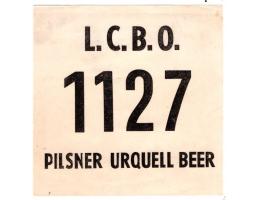 L.C.B.O.
1127
PILSNER URQUELL BEER